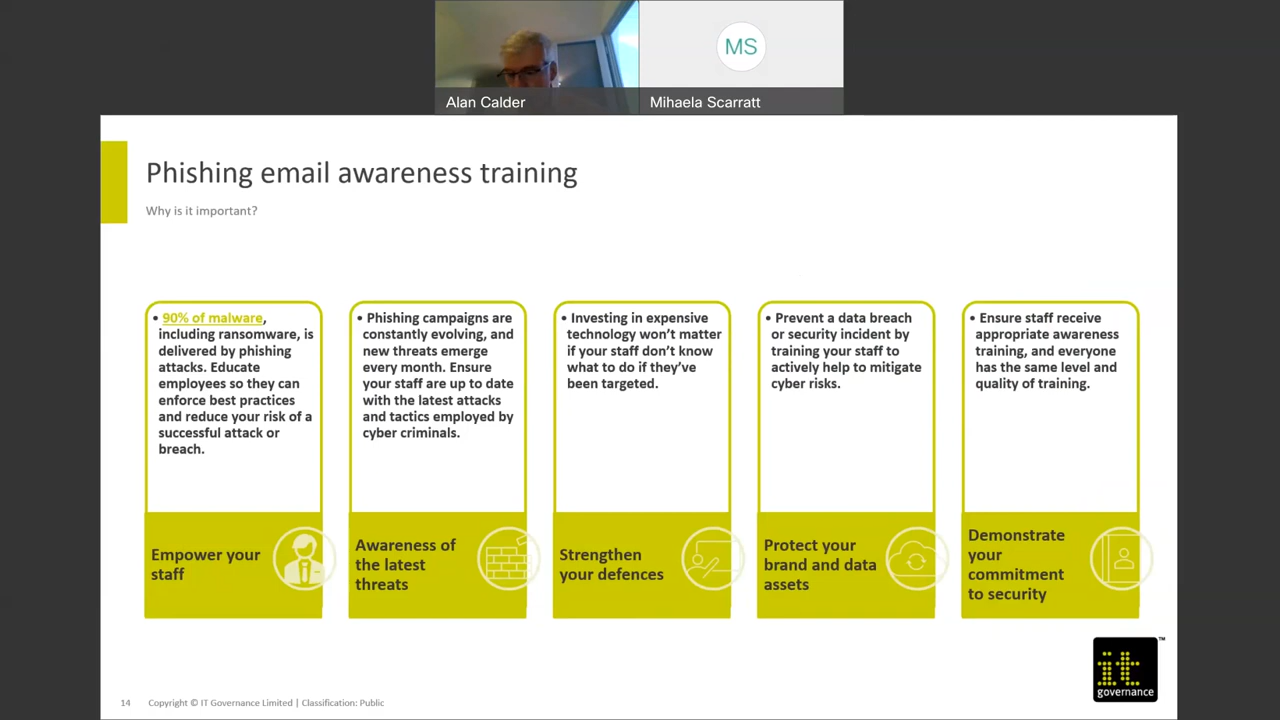 MS
Alan Calder
Mihaela Scarratt
Phishing email awareness training
Why is it important?
• 90% of malware,
including ransomware, is
delivered by phishing
attacks. Educate
employees so they can
enforce best practices
and reduce your risk of a
successful attack or
breach.
Empower your
staff
• Phishing campaigns are
constantly evolving, and
new threats emerge
every month. Ensure
your staff are up to date
with the latest attacks
and tactics employed by
cyber criminals.
Awareness of
the latest
threats
• Investing in expensive
technology won’t matter
if your staff don’t know
what to do if they’ve
been targeted.
Strengthen
your defences
• Prevent a data breach
or security incident by
training your staff to
actively help to mitigate
cyber risks.
Protect your
brand and data
assets
• Ensure staff receive
appropriate awareness
training, and everyone
has the same level and
quality of training.
Demonstrate
your
commitment
to security
it
governance
TM
14 Copyright © IT Governance Limited | Classification: Public